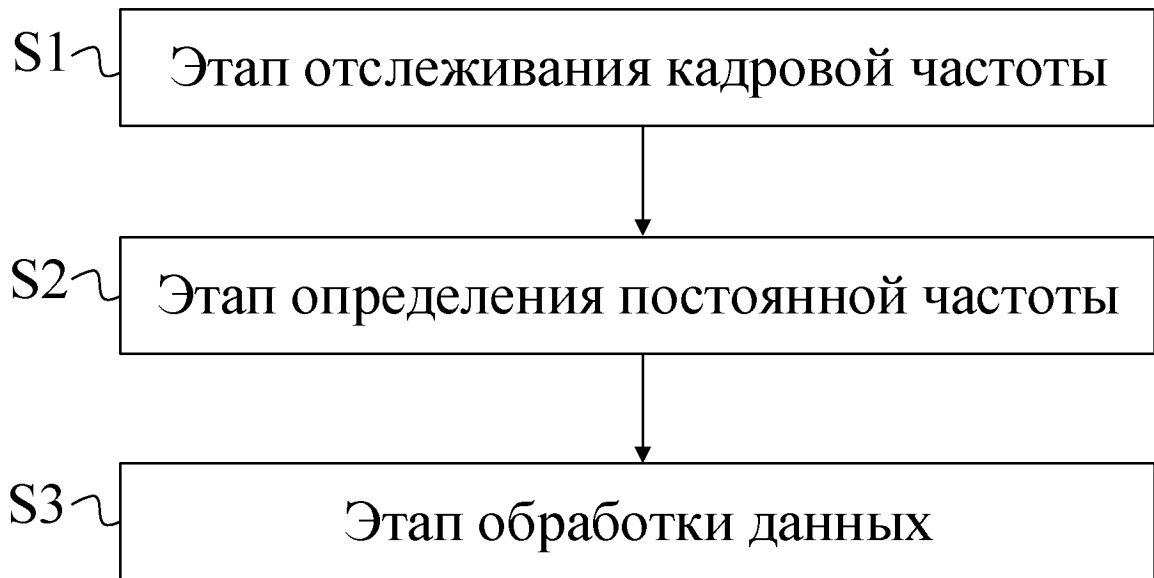 S1 Этап отслеживания кадровой частоты
S2 Этап определения постоянной частоты
S3 Этап обработки данных